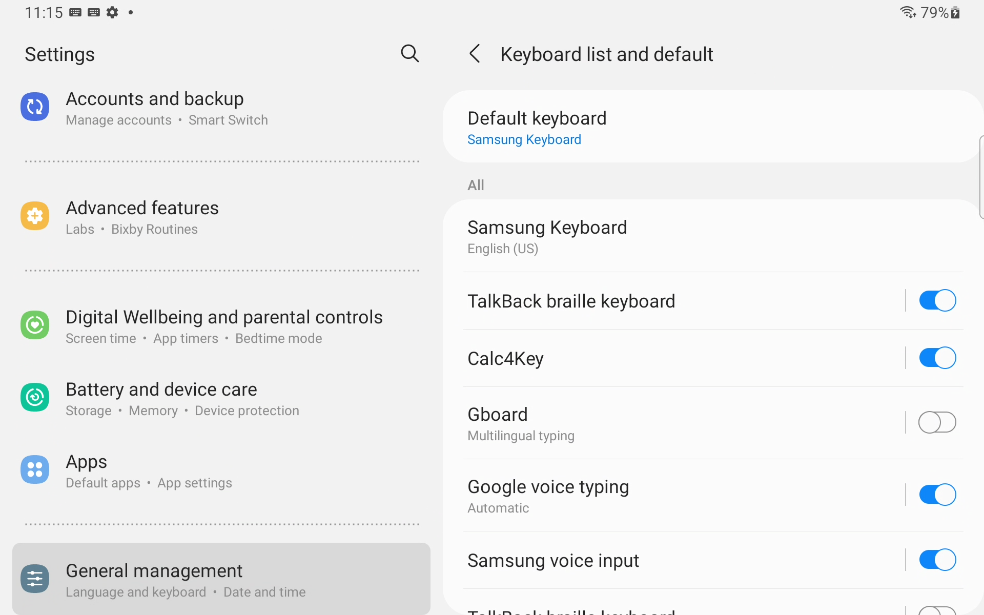 11:15
79%
Settings
Accounts and backup
Manage accounts • Smart Switch
Advanced features
Labs • Bixby Routines
Digital Wellbeing and parental controls
Screen time • App timers • Bedtime mode
Battery and device care
Storage • Memory • Device protection
Apps
Default apps • App settings
General management
Language and keyboard • Date and time
Keyboard list and default
Default keyboard
Samsung Keyboard
All
Samsung Keyboard
English (US)
TalkBack braille keyboard
Calc4Key
Gboard
Multilingual typing
Google voice typing
Automatic
Samsung voice input
TalkBack braille keyboard